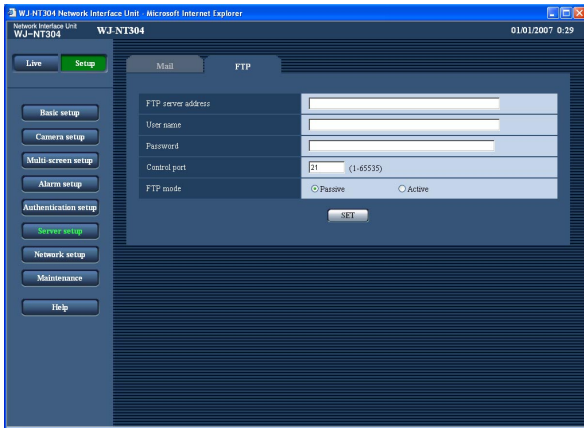 WJ-NT304 Network Interface Unit - Microsoft Internet Explorer
Network Interface Unit
WJ-NT304
WJ-NT304
01/01/2007 0:29
Live
Setup
Mail
FTP
Basic setup
Camera setup
Multi-screen setup
Alarm setup
Authentication setup
Server setup
Network setup
Maintenance
Help
FTP server address
User name
Password
Control port
21
(1-65535)
FTP mode
Passive
Active
SET